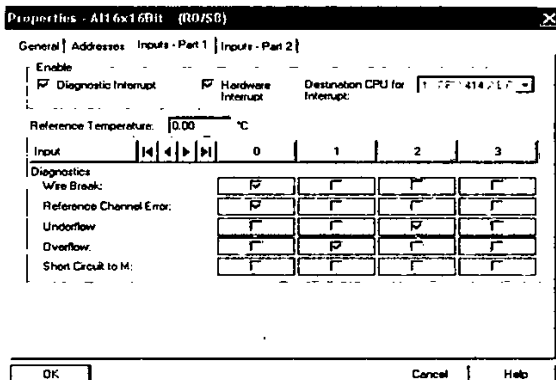 Properties - AI16x16Bit (R0/S8)
General Addresses Inputs - Part 1 Inputs - Part 2
Enable
Diagnostic Interrupt Hardware Interrupt Destination CPU for Interrupt:
Reference Temperature: 0.00 °C
Input 0 1 2 3
Diagnostics
Wire Break:
Reference Channel Error:
Underflow
Overflow:
Short Circuit to M:
OK Cancel Help